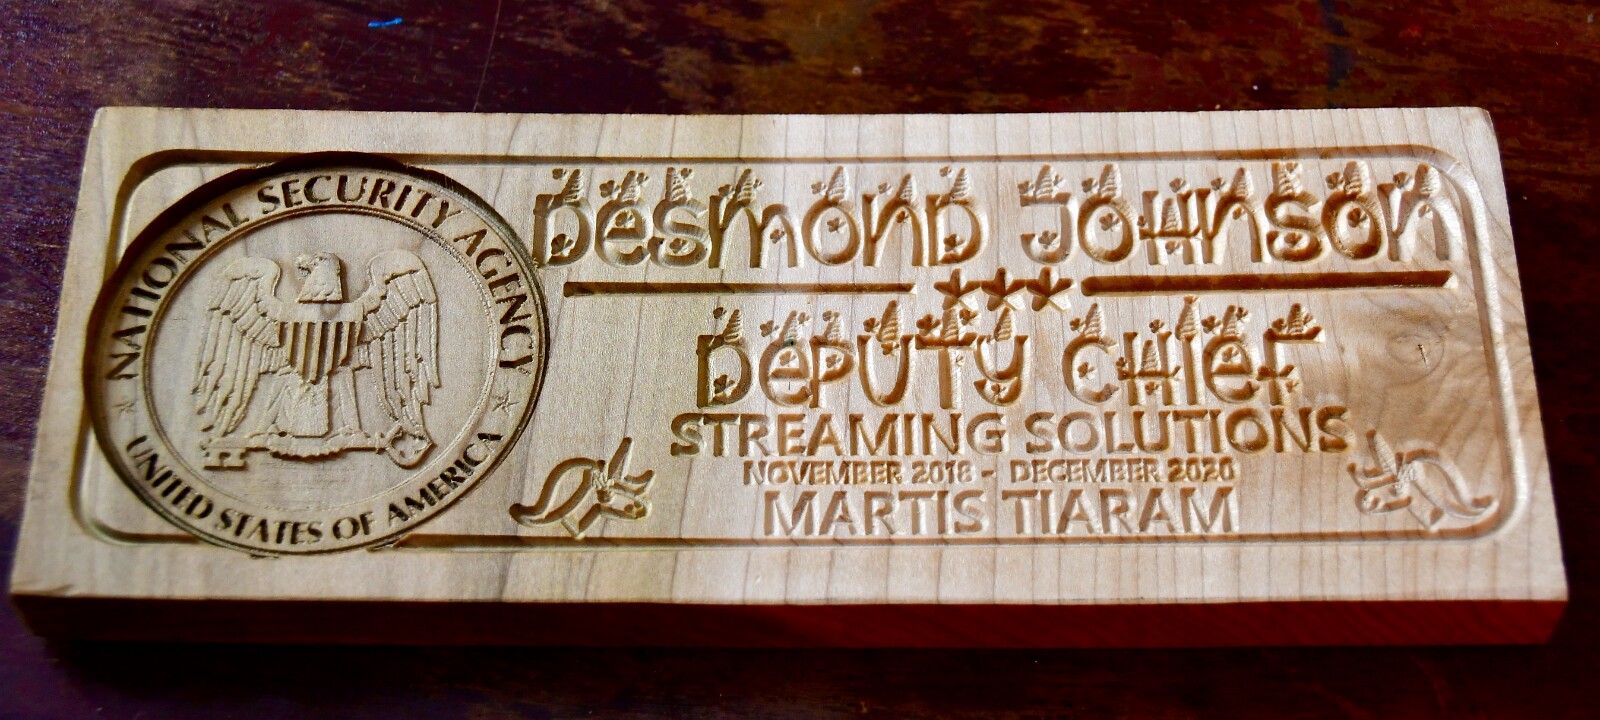 NATIONAL SECURITY AGENCY
UNITED STATES OF AMERICA
DESMOND JOHNSON
***
DEPUTY CHIEF
STREAMING SOLUTIONS
NOVEMBER 2018 - DECEMBER 2020
MARTIS TIARAM